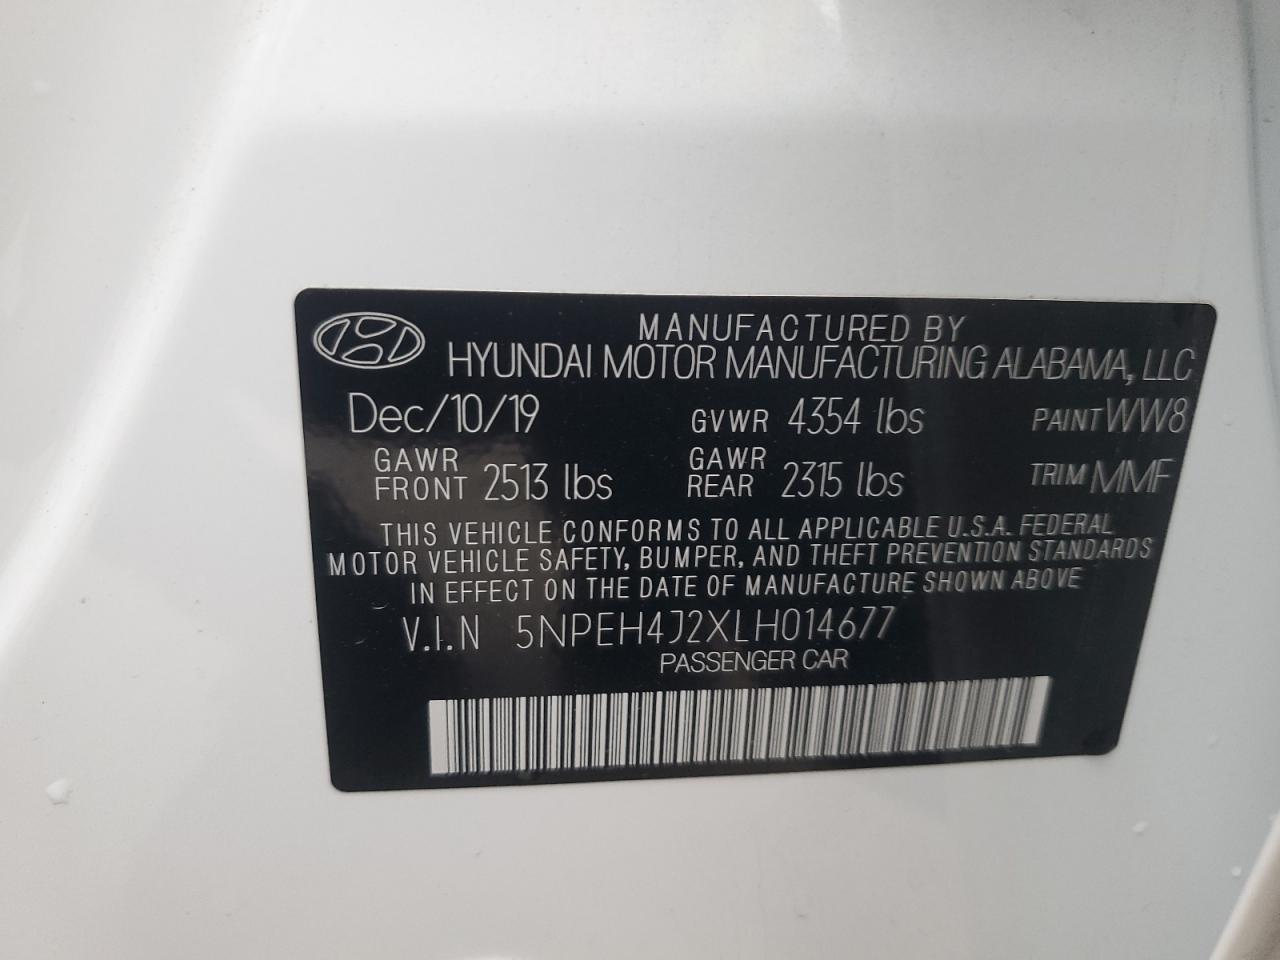 MANUFACTURED BY
HYUNDAI MOTOR MANUFACTURING ALABAMA, LLC
Dec/10/19 GVWR 4354 lbs PAINT WW8
GAWR FRONT 2513 lbs GAWR REAR 2315 lbs TRIM MMF
THIS VEHICLE CONFORMS TO ALL APPLICABLE U.S.A. FEDERAL
MOTOR VEHICLE SAFETY, BUMPER, AND THEFT PREVENTION STANDARDS
IN EFFECT ON THE DATE OF MANUFACTURE SHOWN ABOVE
V.I.N 5NPEH4J2XLH014677
PASSENGER CAR